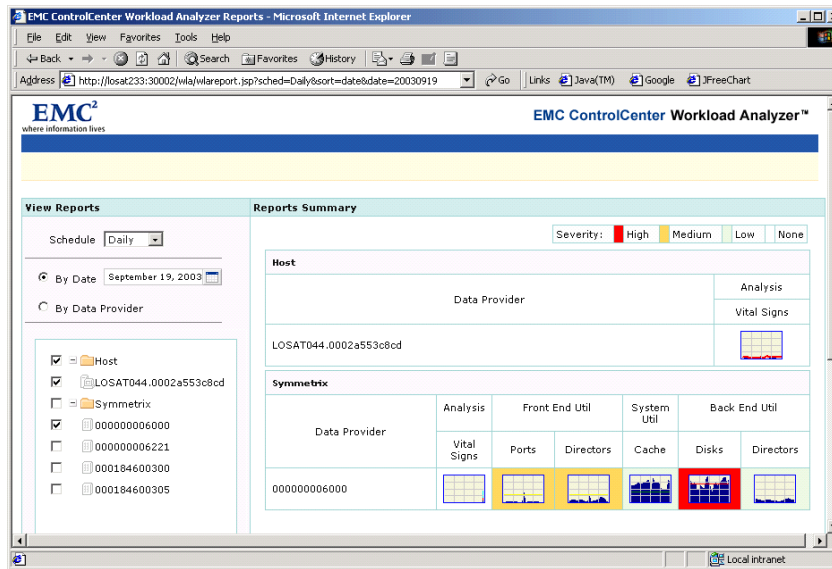 EMC ControlCenter Workload Analyzer Reports - Microsoft Internet Explorer
File Edit View Favorites Tools Help
Back Search Favorites History
Address http://losat233:30002/wla/wlareport.jsp?sched=Daily&sort=date&date=20030919 Go Links Java(TM) Google JFreeChart
EMC²
where information lives
EMC ControlCenter Workload Analyzer™
View Reports
Schedule Daily
By Date September 19, 2003
By Data Provider
Host
LOSAT044.0002a553c8cd
Symmetrix
000000006000
000000006221
000184600300
000184600305
Reports Summary
Severity: High Medium Low None
Host
Data Provider Analysis
Vital Signs
LOSAT044.0002a553c8cd
Symmetrix
Data Provider Analysis Front End Util System Util Back End Util
Vital Signs Ports Directors Cache Disks Directors
000000006000
Local intranet